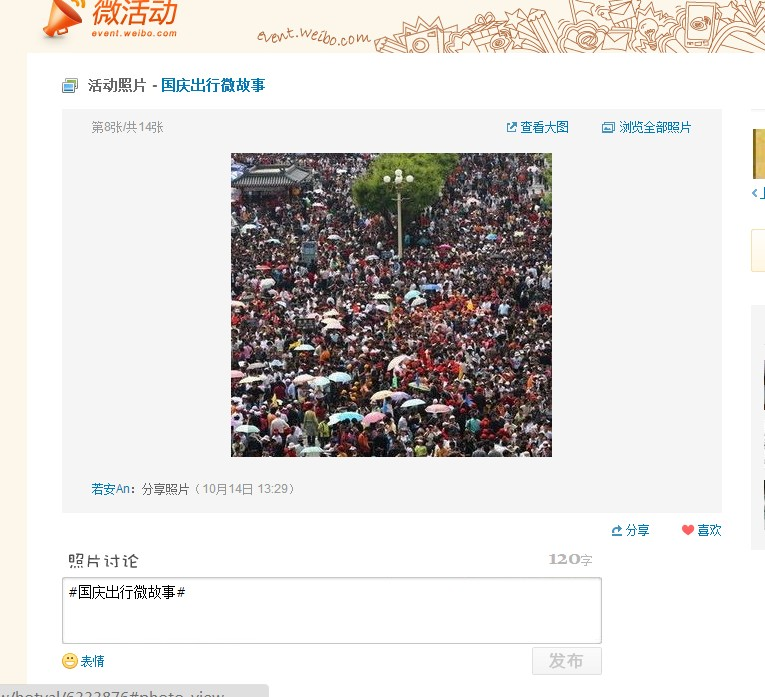 微活动
event.weibo.com
event.weibo.com
活动照片 - 国庆出行微故事
第8张/共14张
查看大图
浏览全部照片
若安An：分享照片（10月14日 13:29）
分享
喜欢
照片讨论
120字
#国庆出行微故事#
表情
发布